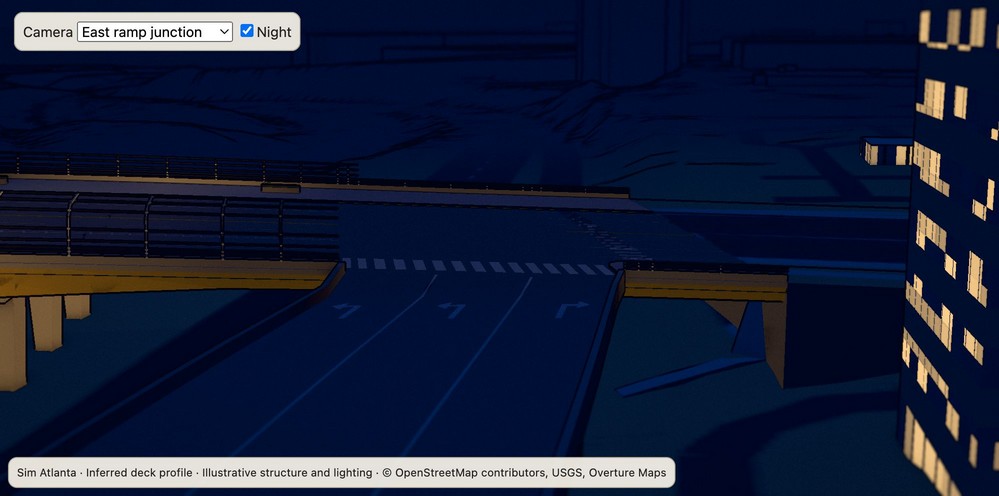 Camera East ramp junction Night
Sim Atlanta · Inferred deck profile · Illustrative structure and lighting · © OpenStreetMap contributors, USGS, Overture Maps